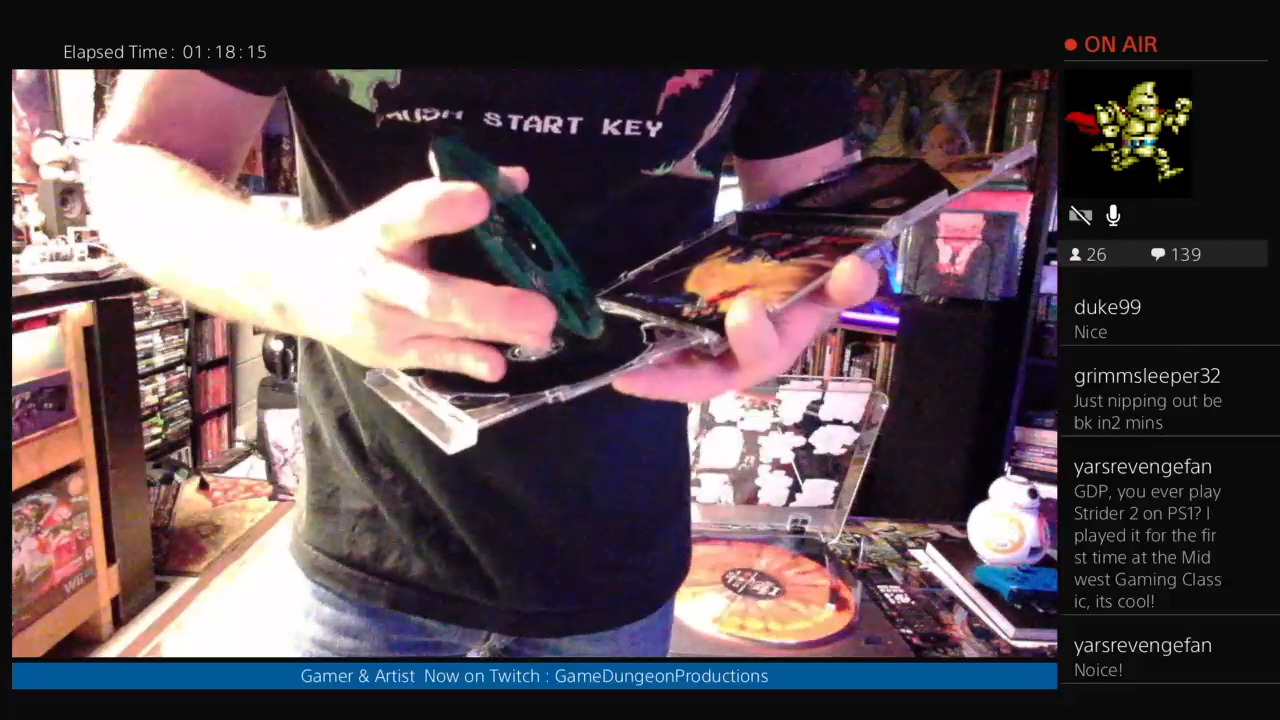 Elapsed Time: 01:18:15
ON AIR
START KEY
26
139
duke99
Nice
grimmsleeper32
Just nipping out be
bk in2 mins
yarsrevengefan
GDP, you ever play
Strider 2 on PS1? I
played it for the fir
st time at the Mid
west Gaming Class
ic, its cool!
yarsrevengefan
Noice!
Wii
Gamer & Artist Now on Twitch : GameDungeonProductions